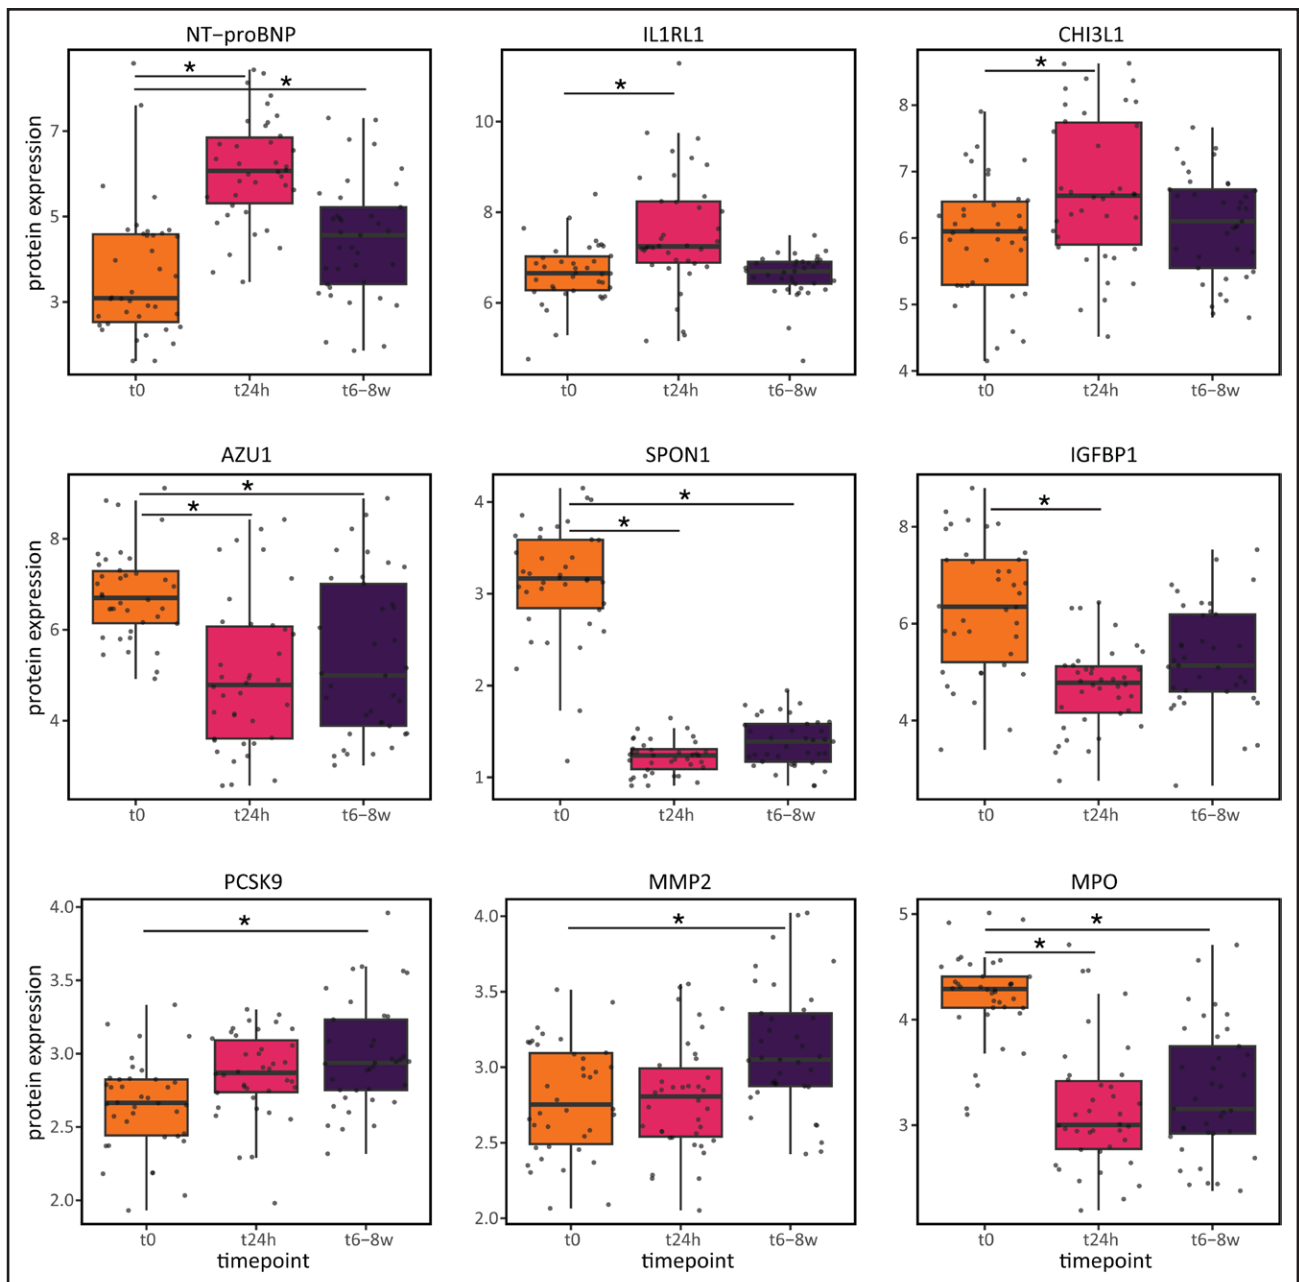 NT−proBNP IL1RL1 CHI3L1
protein expression
* * * *
7
5
3
10
8
6
8
7
6
5
4
t0 t24h t6−8w t0 t24h t6−8w t0 t24h t6−8w
AZU1 SPON1 IGFBP1
protein expression
* * * * *
8
6
4
4
3
2
1
8
6
4
t0 t24h t6−8w t0 t24h t6−8w t0 t24h t6−8w
PCSK9 MMP2 MPO
protein expression
* * * *
4.0
3.5
3.0
2.5
2.0
4.0
3.5
3.0
2.5
2.0
5
4
3
t0 t24h t6−8w t0 t24h t6−8w t0 t24h t6−8w
timepoint timepoint timepoint